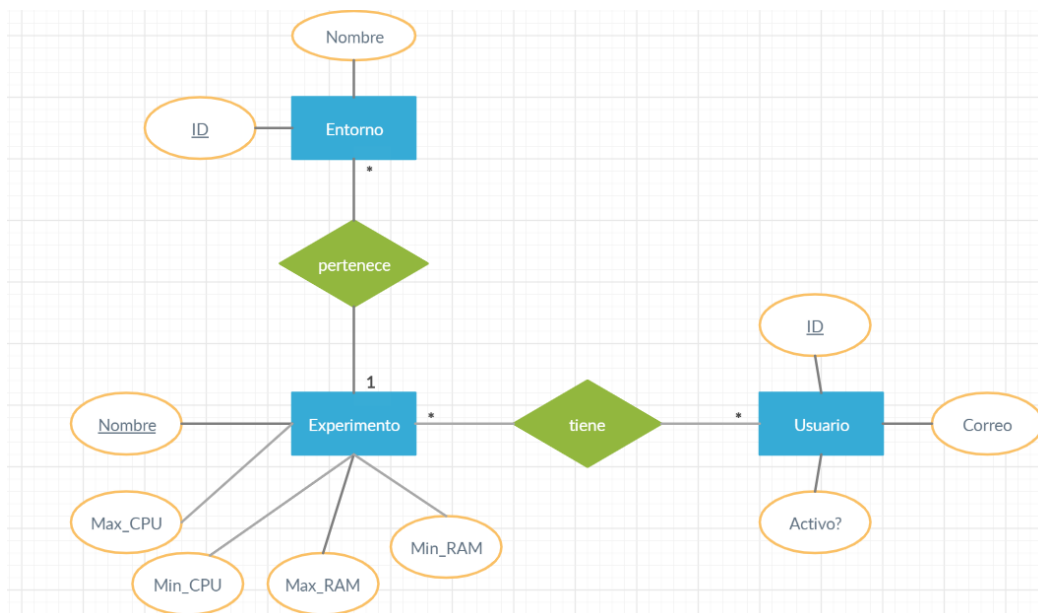 Nombre
ID
Entorno
*
pertenece
1
ID
Nombre
Experimento
*
tiene
*
Usuario
Correo
Max_CPU
Activo?
Min_RAM
Min_CPU
Max_RAM